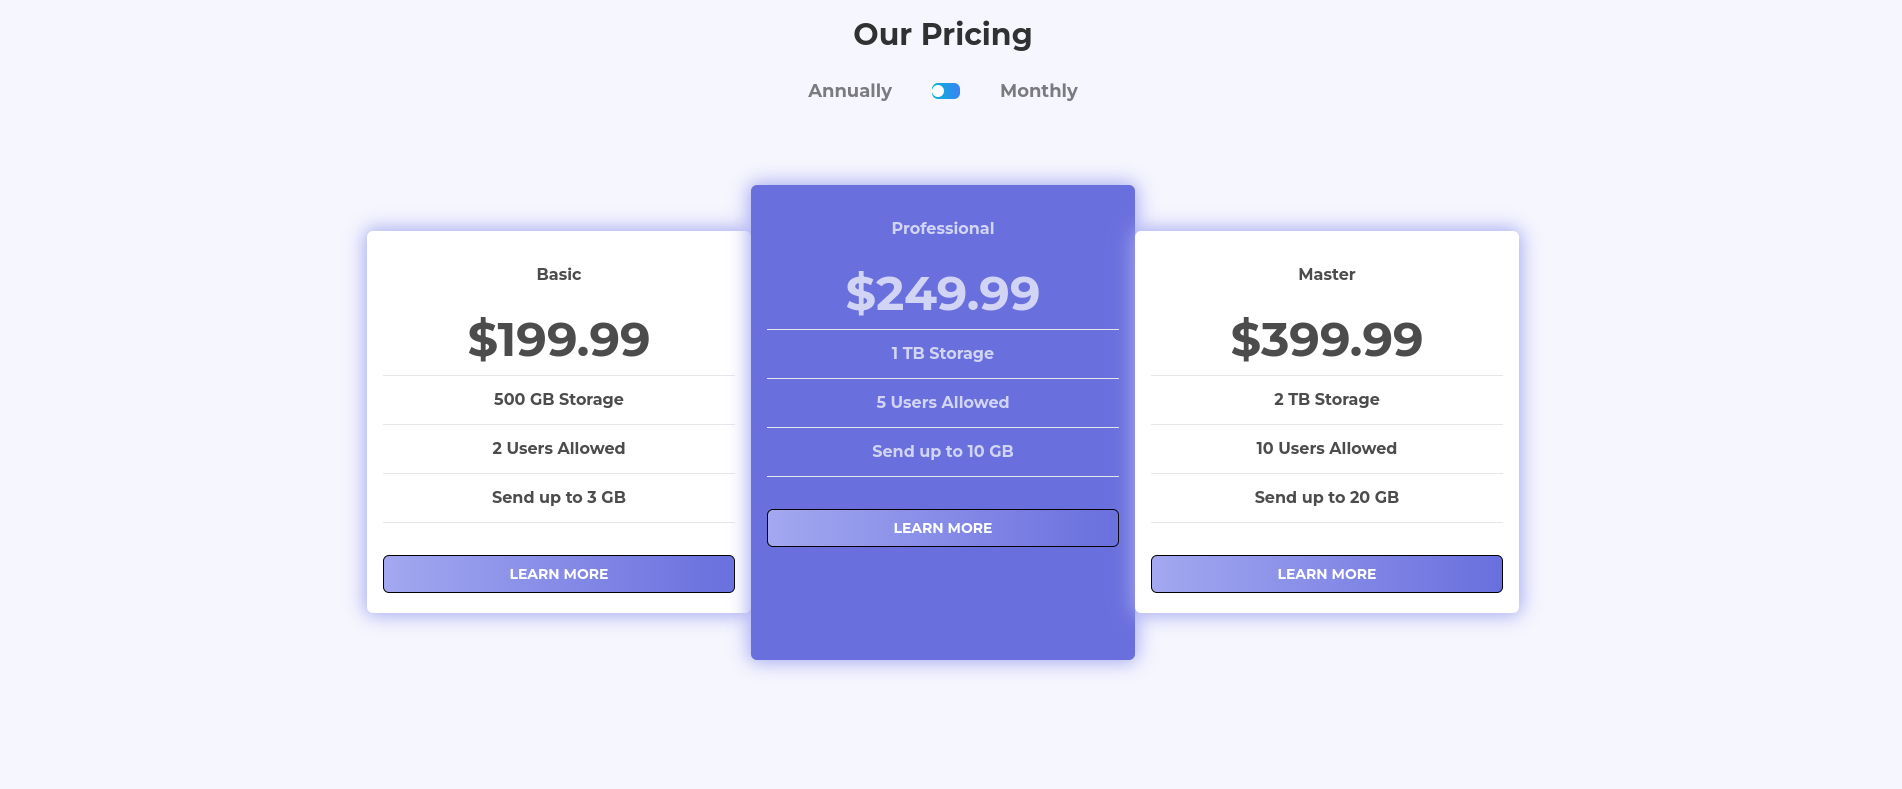 Our Pricing
Annually Monthly
Basic
$199.99
500 GB Storage
2 Users Allowed
Send up to 3 GB
LEARN MORE
Professional
$249.99
1 TB Storage
5 Users Allowed
Send up to 10 GB
LEARN MORE
Master
$399.99
2 TB Storage
10 Users Allowed
Send up to 20 GB
LEARN MORE